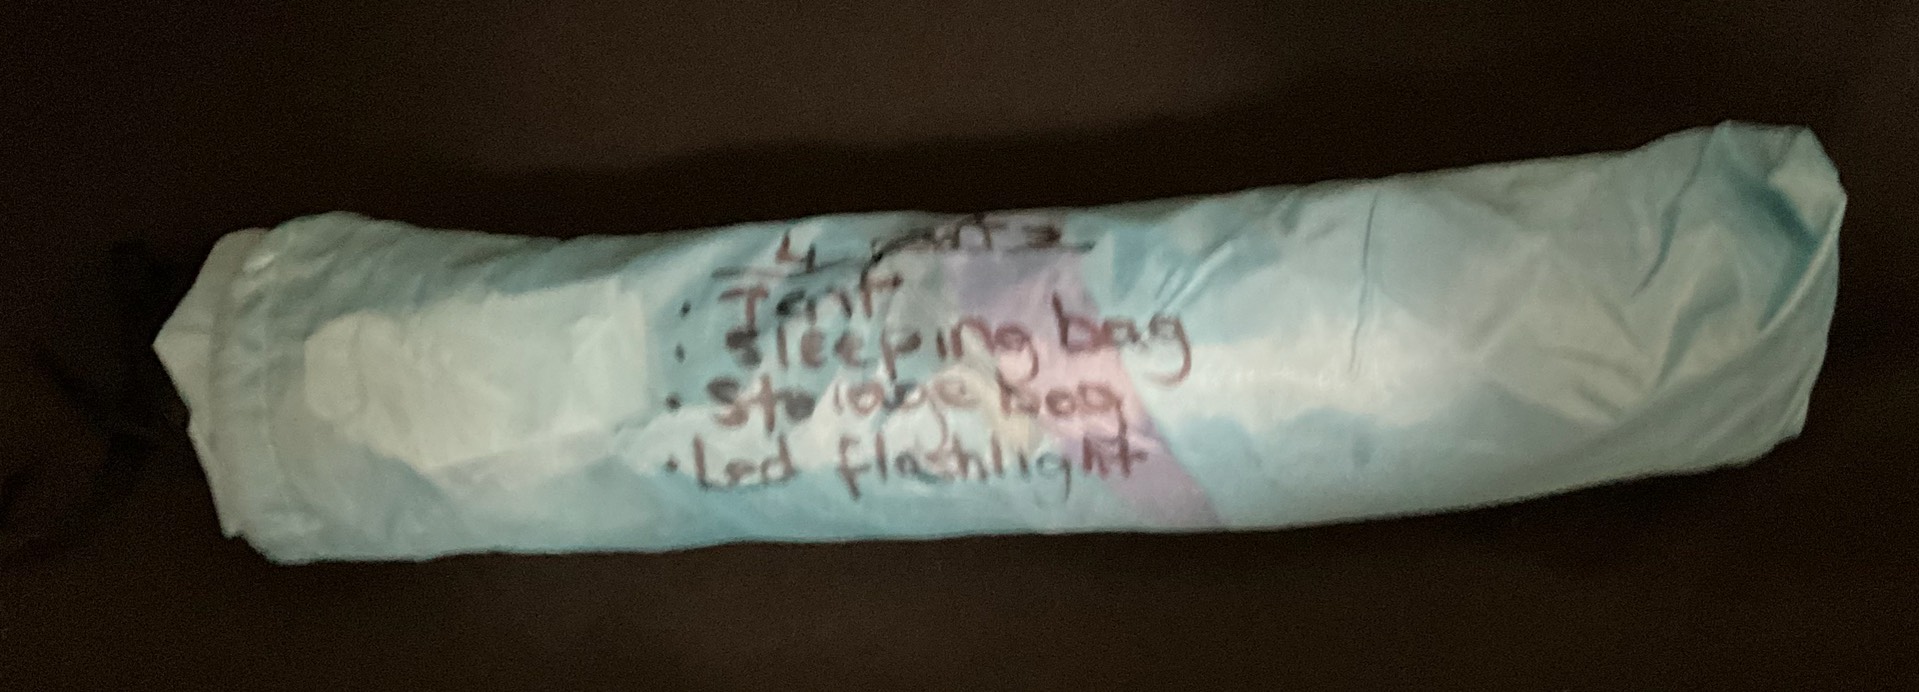 4 parts
· Tent
· Sleeping bag
· Storage bag
· Led flashlight